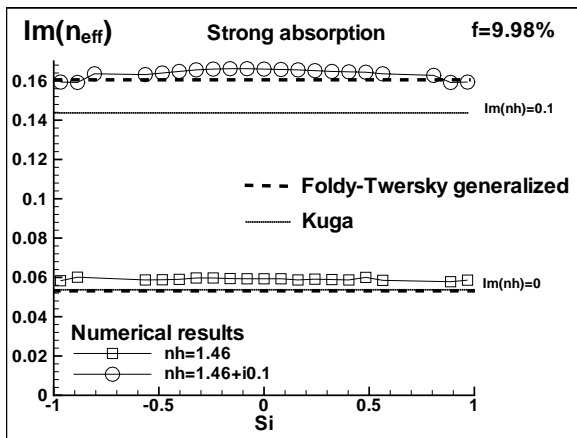 Im(neff)
Strong absorption
f=9.98%
0.16
0.14
Im(nh)=0.1
0.12
0.1
Foldy-Twersky generalized
0.08
Kuga
0.06
Im(nh)=0
0.04
Numerical results
nh=1.46
0.02
nh=1.46+i0.1
0
-1
-0.5
0
0.5
1
Si